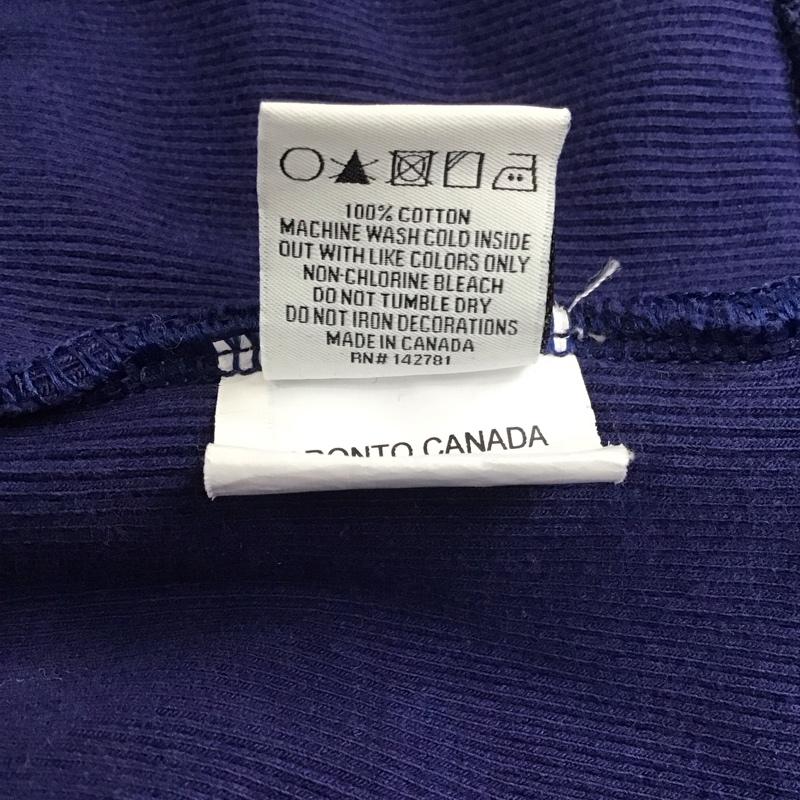 100% COTTON
MACHINE WASH COLD INSIDE
OUT WITH LIKE COLORS ONLY
NON-CHLORINE BLEACH
DO NOT TUMBLE DRY
DO NOT IRON DECORATIONS
MADE IN CANADA
RN# 142781
CANADA